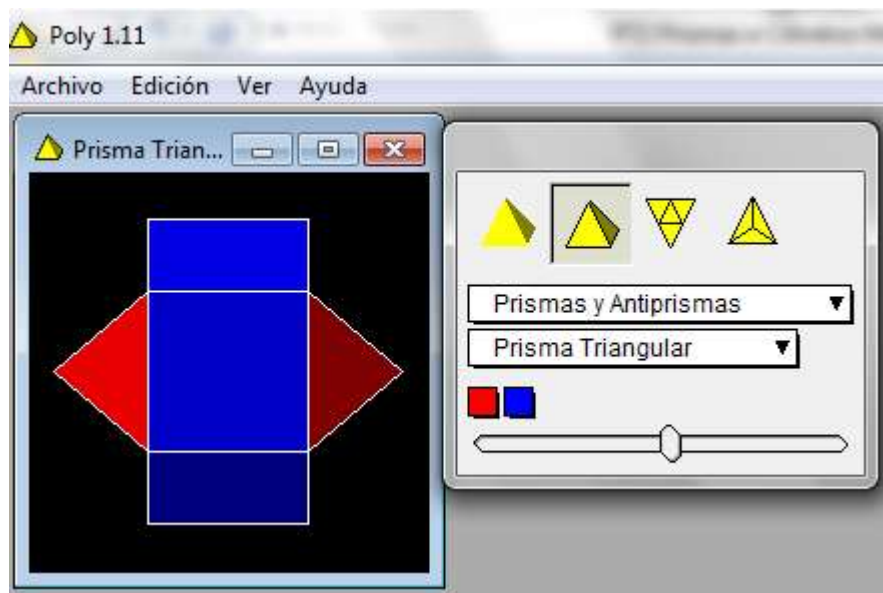 Poly 1.11
Archivo Edición Ver Ayuda
Prisma Trian...
Prismas y Antiprismas
Prisma Triangular